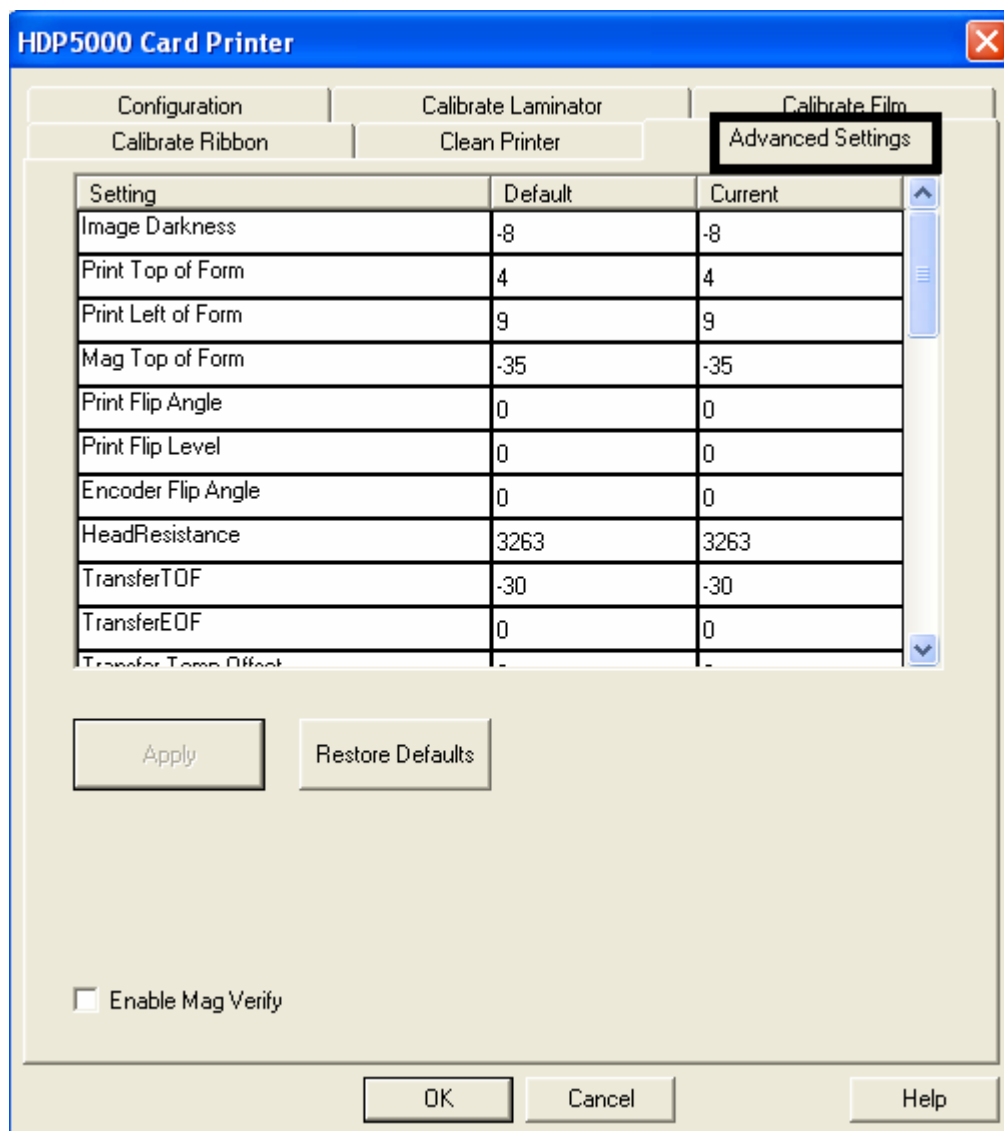 HDP5000 Card Printer
Configuration Calibrate Laminator Calibrate Film
Calibrate Ribbon Clean Printer Advanced Settings
Setting Default Current
Image Darkness -8 -8
Print Top of Form 4 4
Print Left of Form 9 9
Mag Top of Form -35 -35
Print Flip Angle 0 0
Print Flip Level 0 0
Encoder Flip Angle 0 0
HeadResistance 3263 3263
TransferTOF -30 -30
TransferEOF 0 0
Transfer Temp Offset
Apply Restore Defaults
Enable Mag Verify
OK Cancel Help